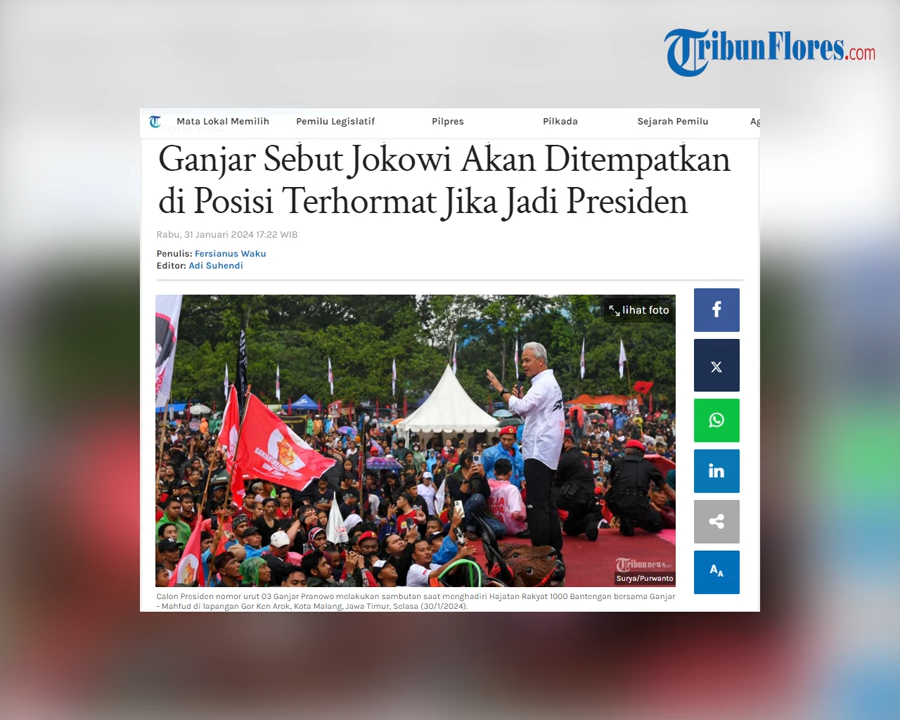 TribunFlores.com
Mata Lokal Memilih Pemilu Legislatif Pilpres Pilkada Sejarah Pemilu Ag
Ganjar Sebut Jokowi Akan Ditempatkan
di Posisi Terhormat Jika Jadi Presiden
Rabu, 31 Januari 2024 17:22 WIB
Penulis: Fersianus Waku
Editor: Adi Suhendi
lihat foto
Tribunnews.com
Surya/Purwanto
Calon Presiden nomor urut 03 Ganjar Pranowo melakukan sambutan saat menghadiri Hajatan Rakyat 1000 Bantengan bersama Ganjar
- Mahfud di lapangan Gor Ken Arok, Kota Malang, Jawa Timur, Selasa (30/1/2024).